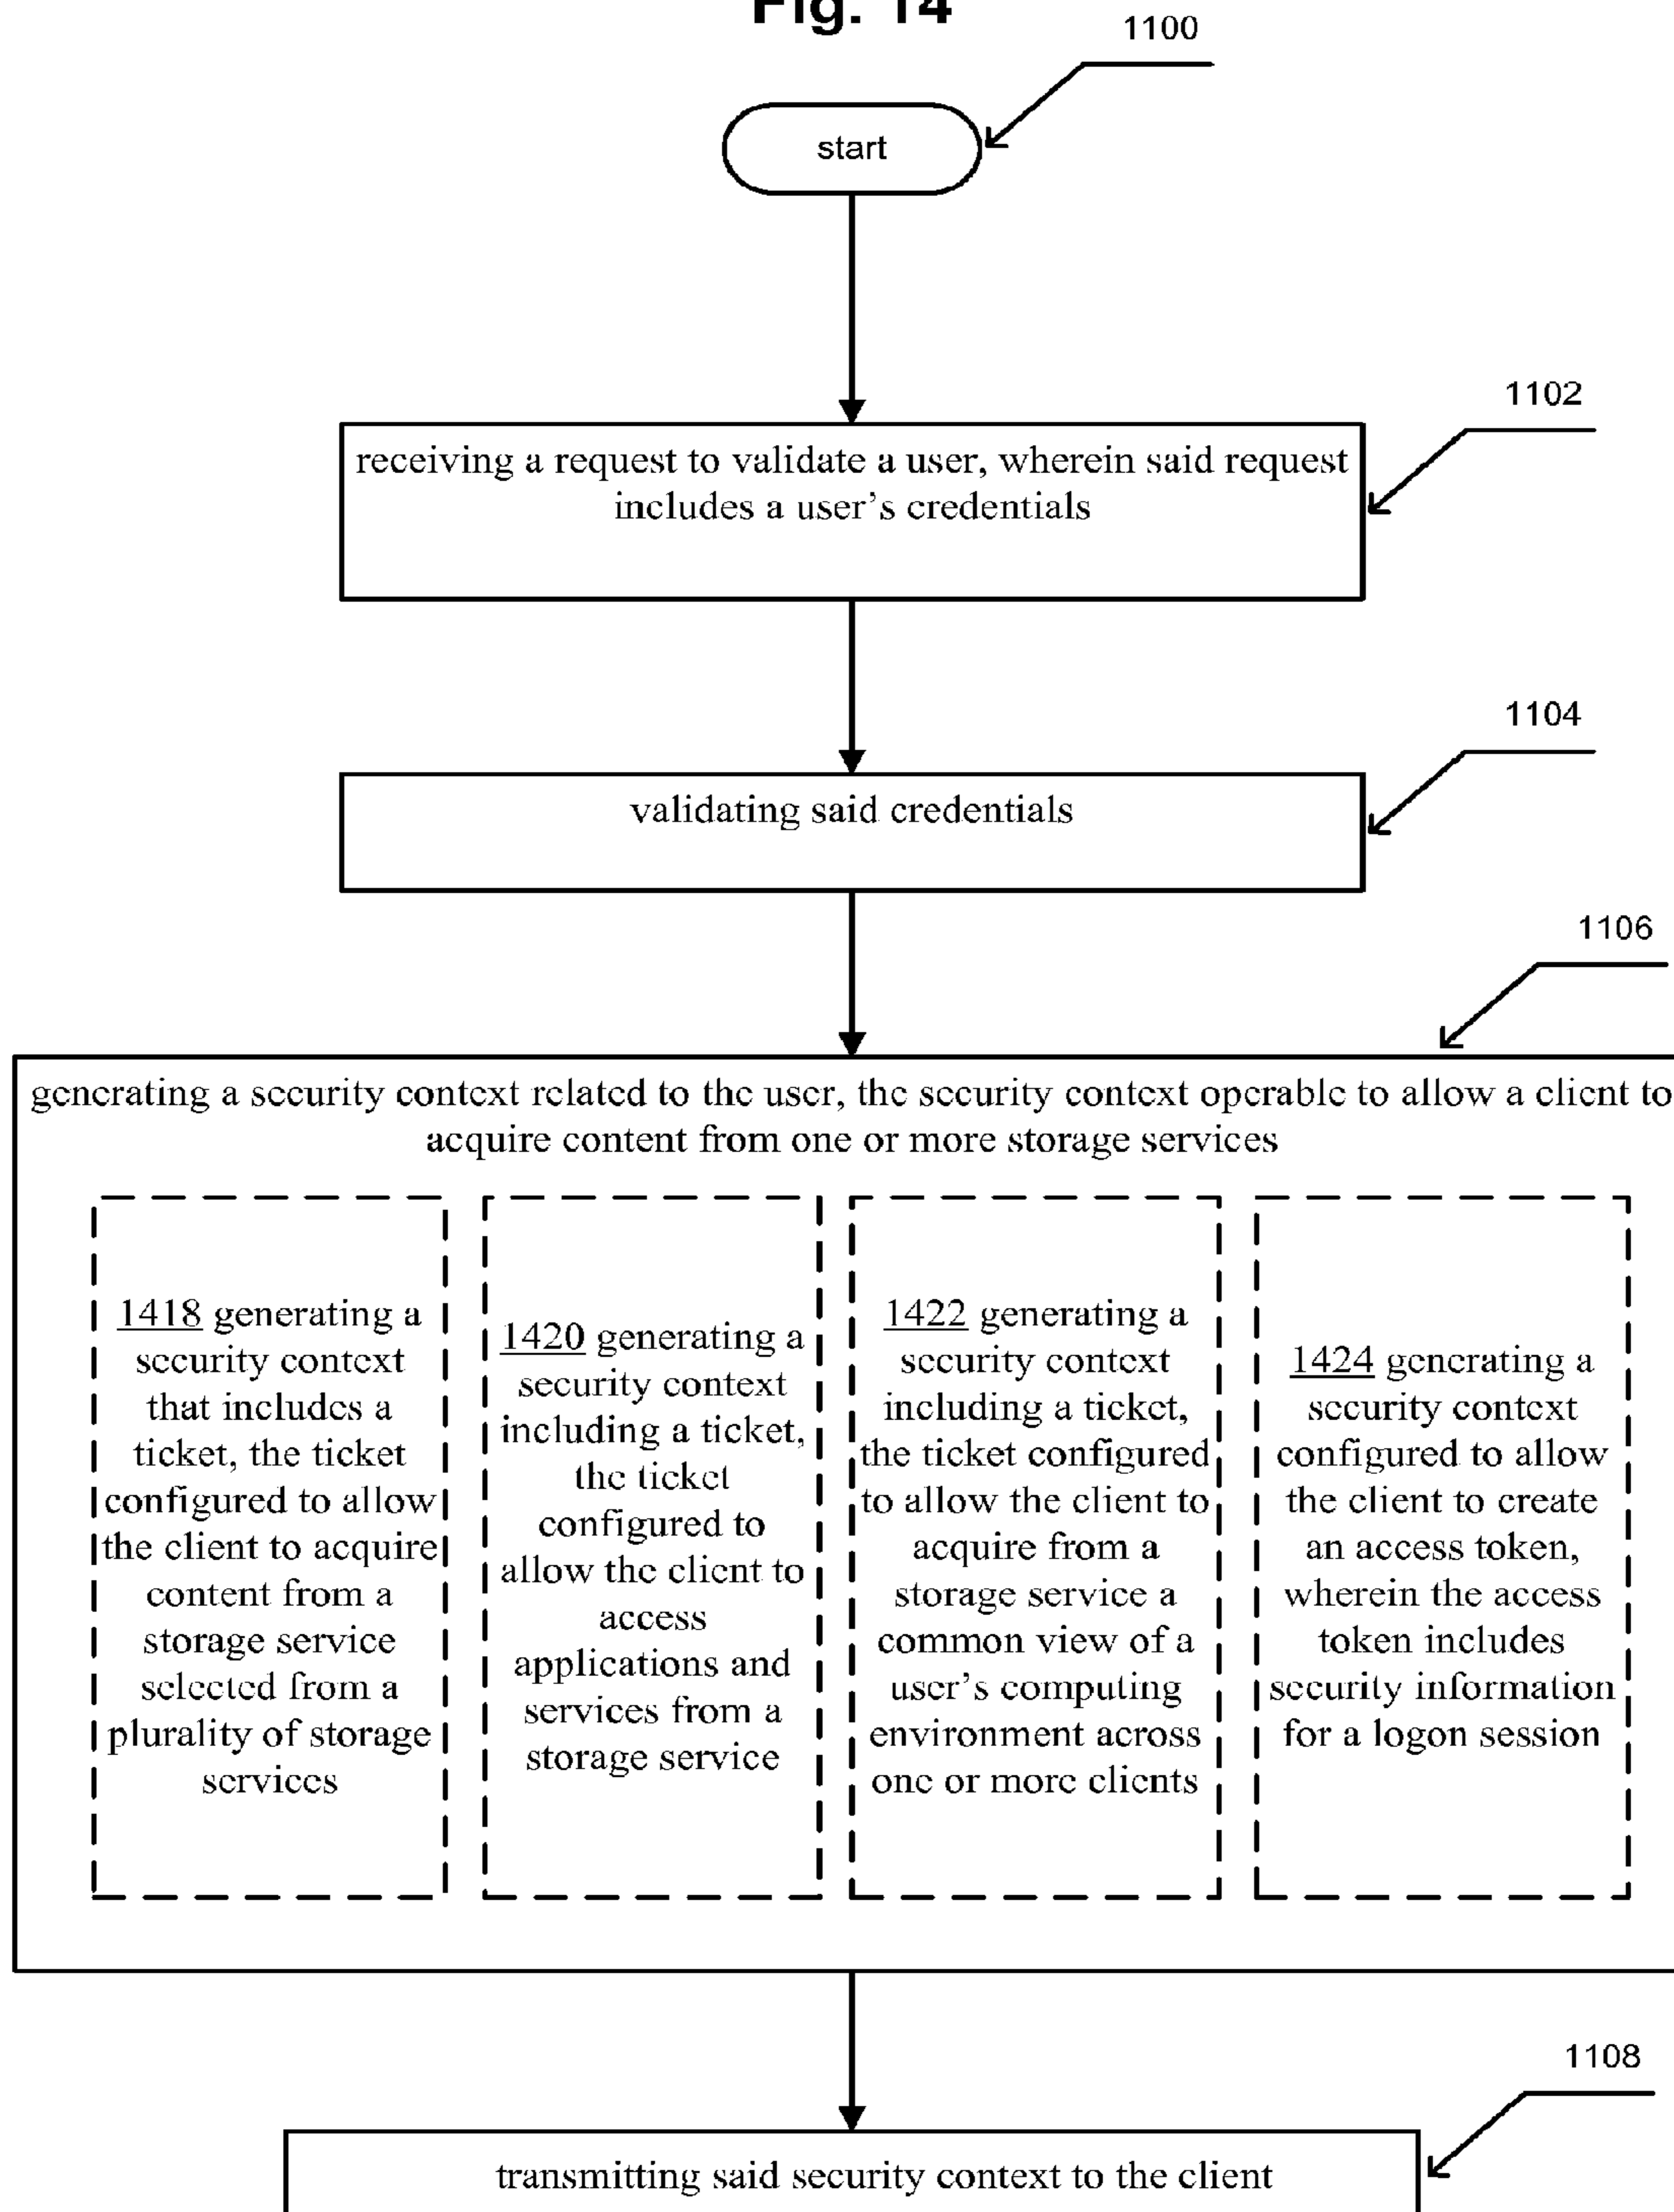 Fig. 14
1100
start
1102
receiving a request to validate a user, wherein said request
includes a user's credentials
1104
validating said credentials
1106
generating a security context related to the user, the security context operable to allow a client to
acquire content from one or more storage services
1418 generating a
security context
that includes a
ticket, the ticket
configured to allow
the client to acquire
content from a
storage service
selected from a
plurality of storage
services
1420 generating a
security context
including a ticket,
the ticket
configured to
allow the client to
access
applications and
services from a
storage service
1422 generating a
security context
including a ticket,
the ticket configured
to allow the client to
acquire from a
storage service a
common view of a
user's computing
environment across
one or more clients
1424 generating a
security context
configured to allow
the client to create
an access token,
wherein the access
token includes
security information
for a logon session
1108
transmitting said security context to the client